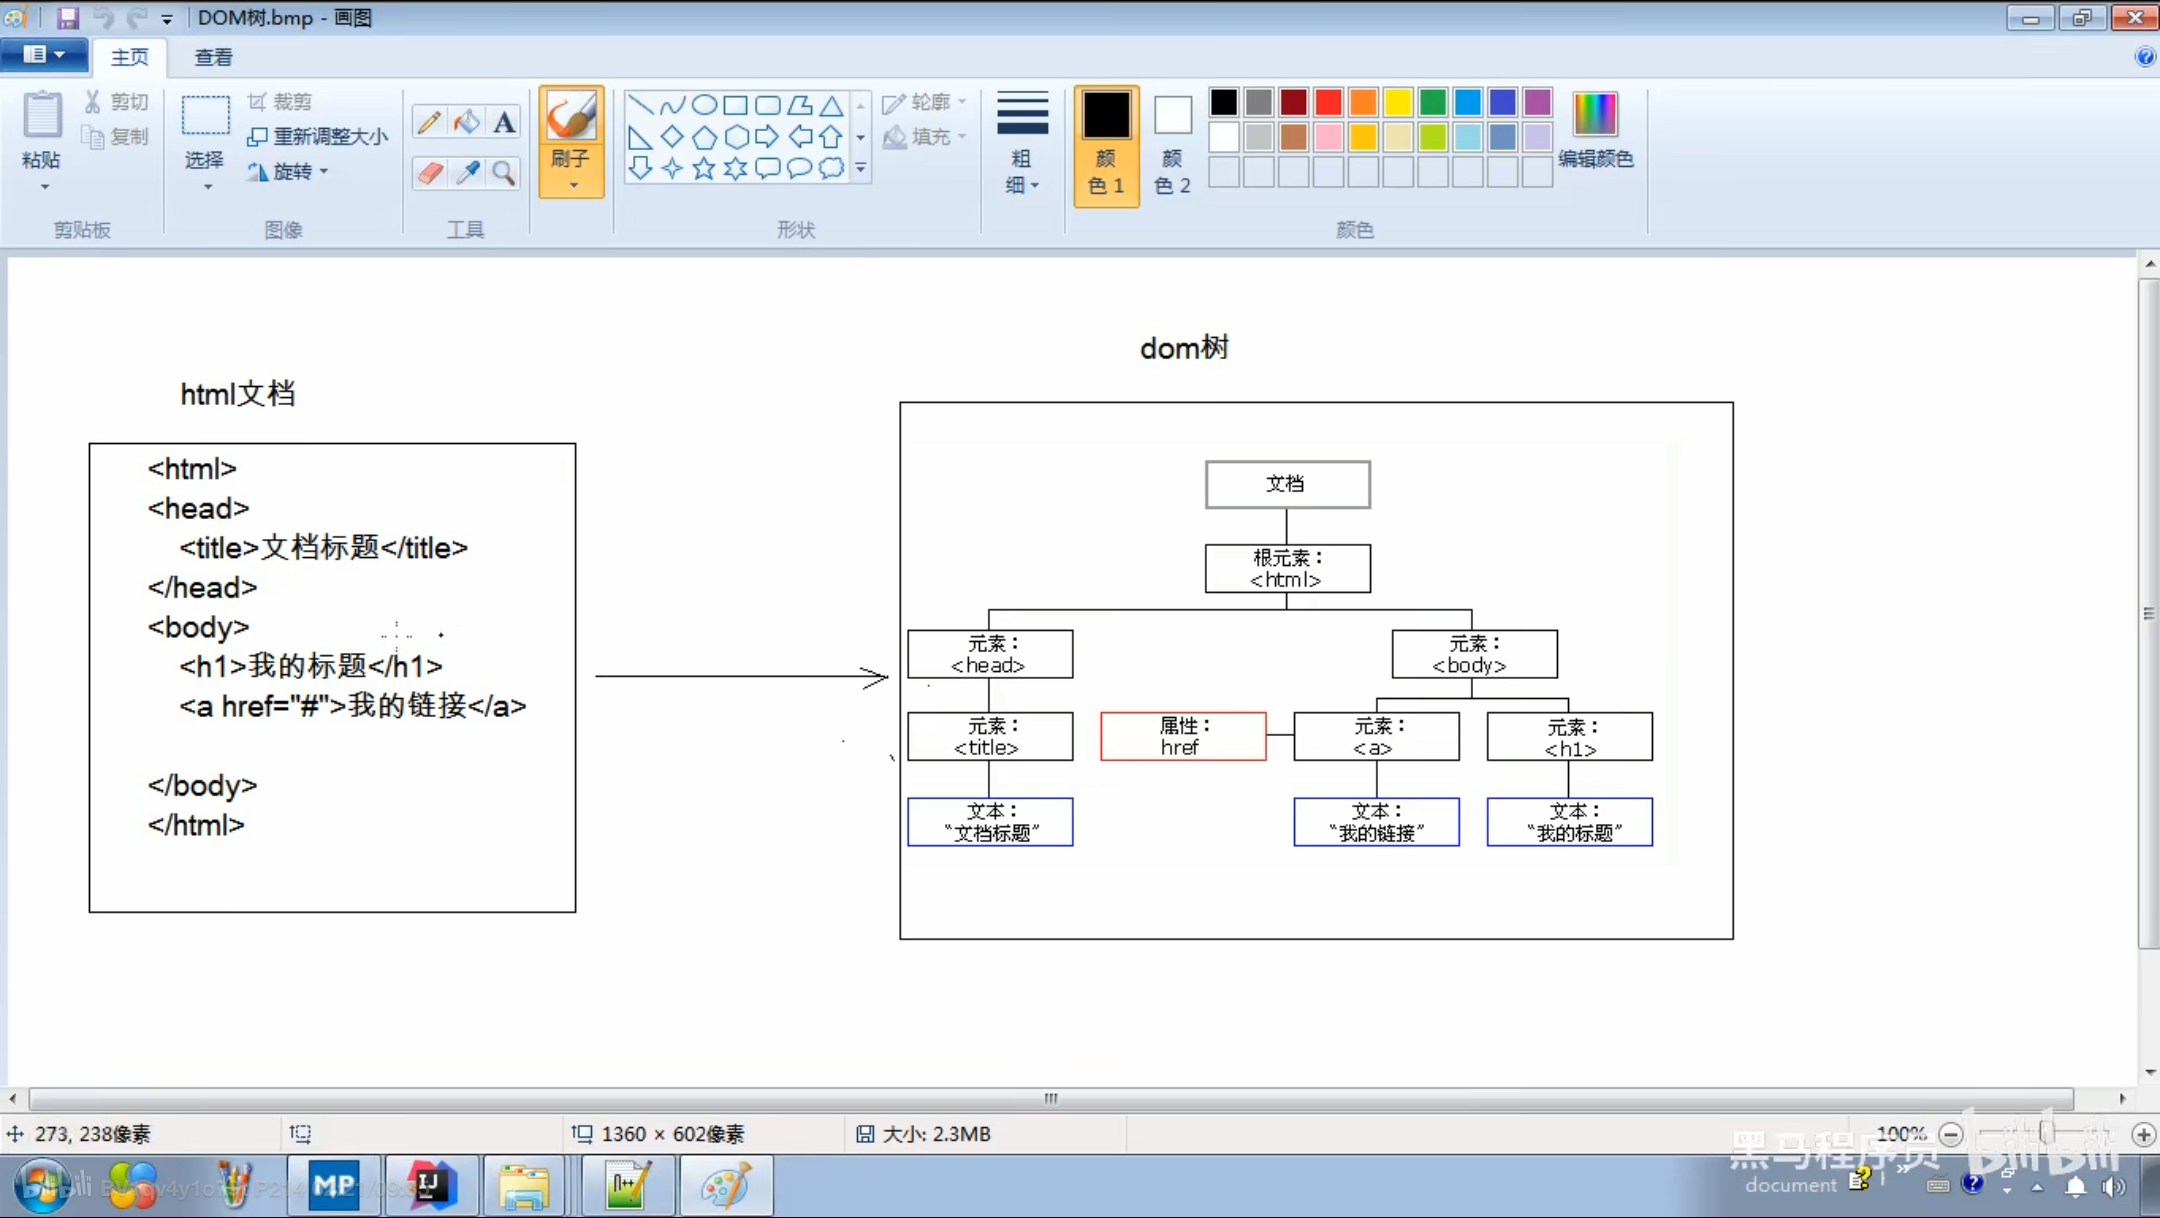 DOM树.bmp - 画图
主页
查看
粘贴
剪切
复制
剪贴板
选择
裁剪
重新调整大小
旋转
图像
A
工具
刷子
轮廓
填充
形状
粗
细
颜
色 1
颜
色 2
编辑颜色
颜色
html文档
<html>
<head>
<title>文档标题</title>
</head>
<body>
<h1>我的标题</h1>
<a href="#">我的链接</a>
</body>
</html>
dom树
文档
根元素：
<html>
元素：
<head>
元素：
<body>
元素：
<title>
属性：
href
元素：
<a>
元素：
<h1>
文本：
“文档标题”
文本：
“我的链接”
文本：
“我的标题”
273, 238像素
1360 × 602像素
大小: 2.3MB
100%
黑马程序员
bilibili
document
bilibili
MP
IJ